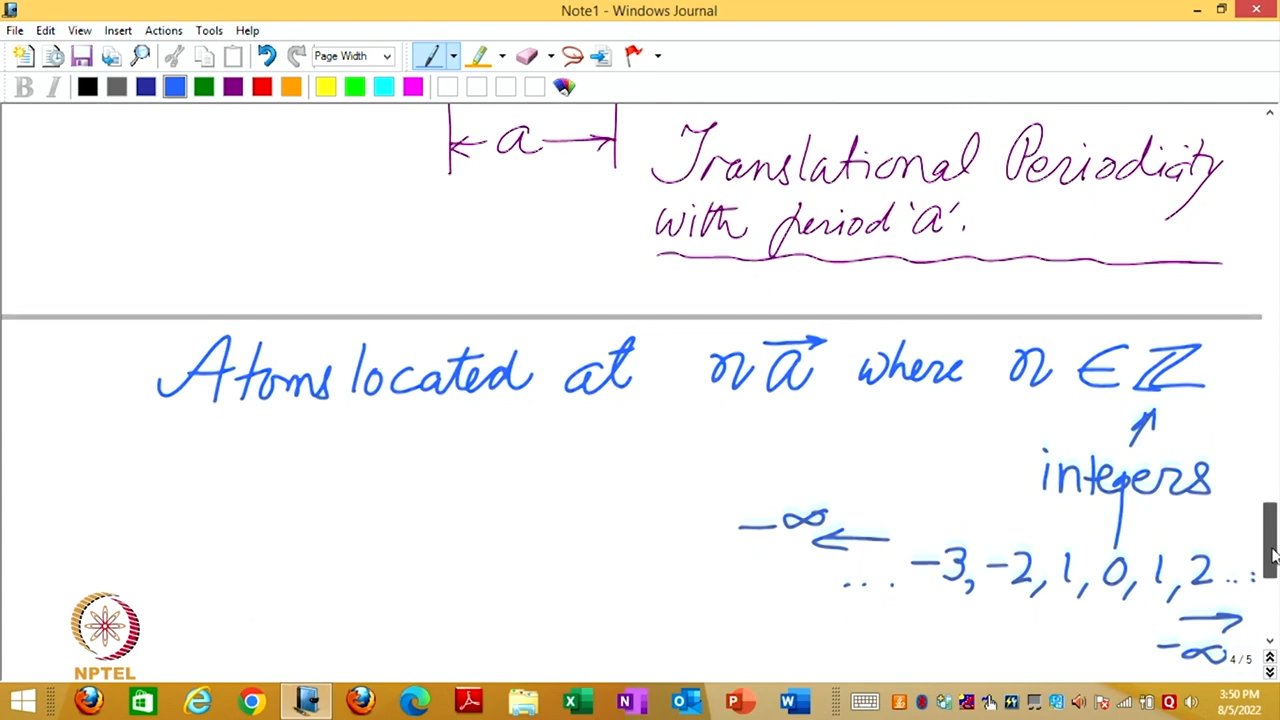 Note1 - Windows Journal
File Edit View Insert Actions Tools Help
Page Width
B I
a Translational Periodicity
with period 'a'.
Atoms located at n a⃗ where n ∈ ℤ
integers
-∞ ←
.... -3, -2, 1, 0, 1, 2...
→
-∞
4 / 5
NPTEL
3:50 PM
8/5/2022